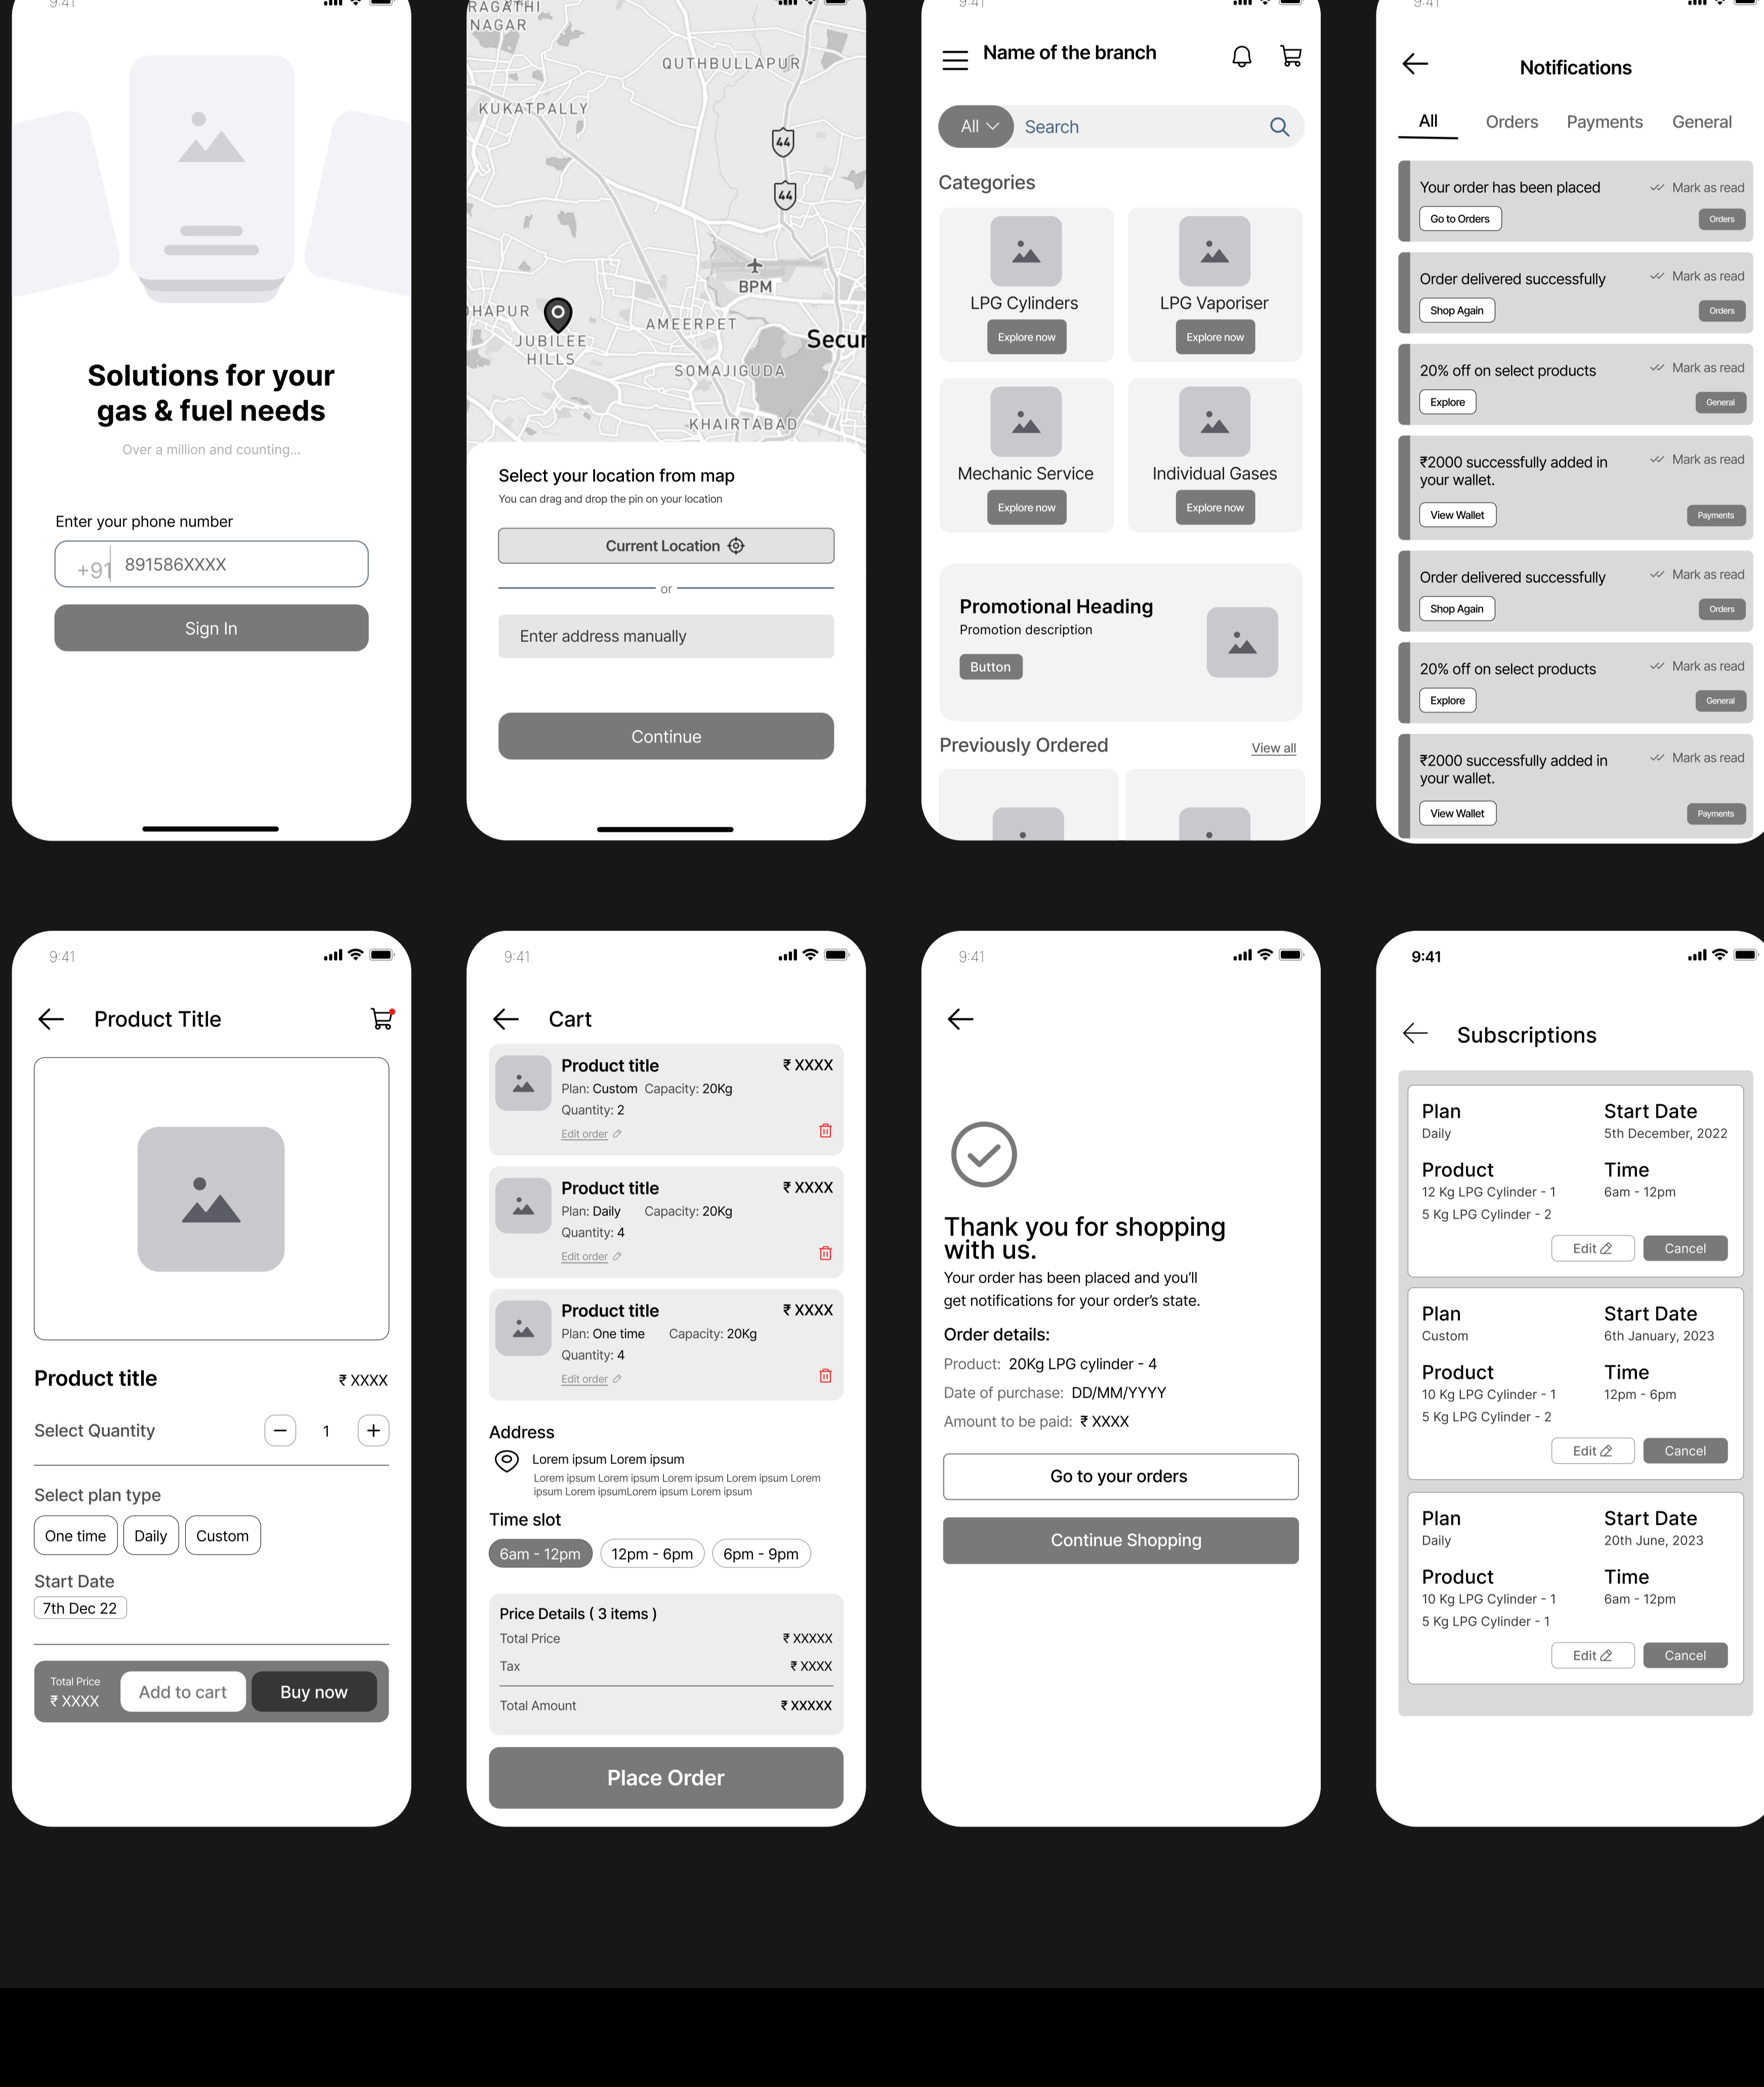 9:41
Solutions for your
gas & fuel needs
Over a million and counting...
Enter your phone number
+91 891586XXXX
Sign In
RAGATHI
NAGAR
9:41
QUTHBULLAPUR
KUKATPALLY
44
44
BPM
DHAPUR
AMEERPET
JUBILEE
HILLS
Secur
SOMAJIGUDA
KHAIRTABAD
Select your location from map
You can drag and drop the pin on your location
Current Location
or
Enter address manually
Continue
9:41
Name of the branch
All Search
Categories
LPG Cylinders LPG Vaporiser
Explore now Explore now
Mechanic Service Individual Gases
Explore now Explore now
Promotional Heading
Promotion description
Button
Previously Ordered View all
9:41
Notifications
All Orders Payments General
Your order has been placed Mark as read
Go to Orders Orders
Order delivered successfully Mark as read
Shop Again Orders
20% off on select products Mark as read
Explore General
₹2000 successfully added in Mark as read
your wallet.
View Wallet Payments
Order delivered successfully Mark as read
Shop Again Orders
20% off on select products Mark as read
Explore General
₹2000 successfully added in Mark as read
your wallet.
View Wallet Payments
9:41
Product Title
Product title ₹ XXXX
Select Quantity 1
Select plan type
One time Daily Custom
Start Date
7th Dec 22
Total Price
₹ XXXX
Add to cart Buy now
9:41
Cart
Product title ₹ XXXX
Plan: Custom Capacity: 20Kg
Quantity: 2
Edit order
Product title ₹ XXXX
Plan: Daily Capacity: 20Kg
Quantity: 4
Edit order
Product title ₹ XXXX
Plan: One time Capacity: 20Kg
Quantity: 4
Edit order
Address
Lorem ipsum Lorem ipsum
Lorem ipsum Lorem ipsum Lorem ipsum Lorem ipsum Lorem
ipsum Lorem ipsumLorem ipsum Lorem ipsum
Time slot
6am - 12pm 12pm - 6pm 6pm - 9pm
Price Details ( 3 items )
Total Price ₹ XXXXX
Tax ₹ XXXX
Total Amount ₹ XXXXX
Place Order
9:41
Thank you for shopping
with us.
Your order has been placed and you'll
get notifications for your order's state.
Order details:
Product: 20Kg LPG cylinder - 4
Date of purchase: DD/MM/YYYY
Amount to be paid: ₹ XXXX
Go to your orders
Continue Shopping
9:41
Subscriptions
Plan Start Date
Daily 5th December, 2022
Product Time
12 Kg LPG Cylinder - 1 6am - 12pm
5 Kg LPG Cylinder - 2
Edit Cancel
Plan Start Date
Custom 6th January, 2023
Product Time
10 Kg LPG Cylinder - 1 12pm - 6pm
5 Kg LPG Cylinder - 2
Edit Cancel
Plan Start Date
Daily 20th June, 2023
Product Time
10 Kg LPG Cylinder - 1 6am - 12pm
5 Kg LPG Cylinder - 1
Edit Cancel